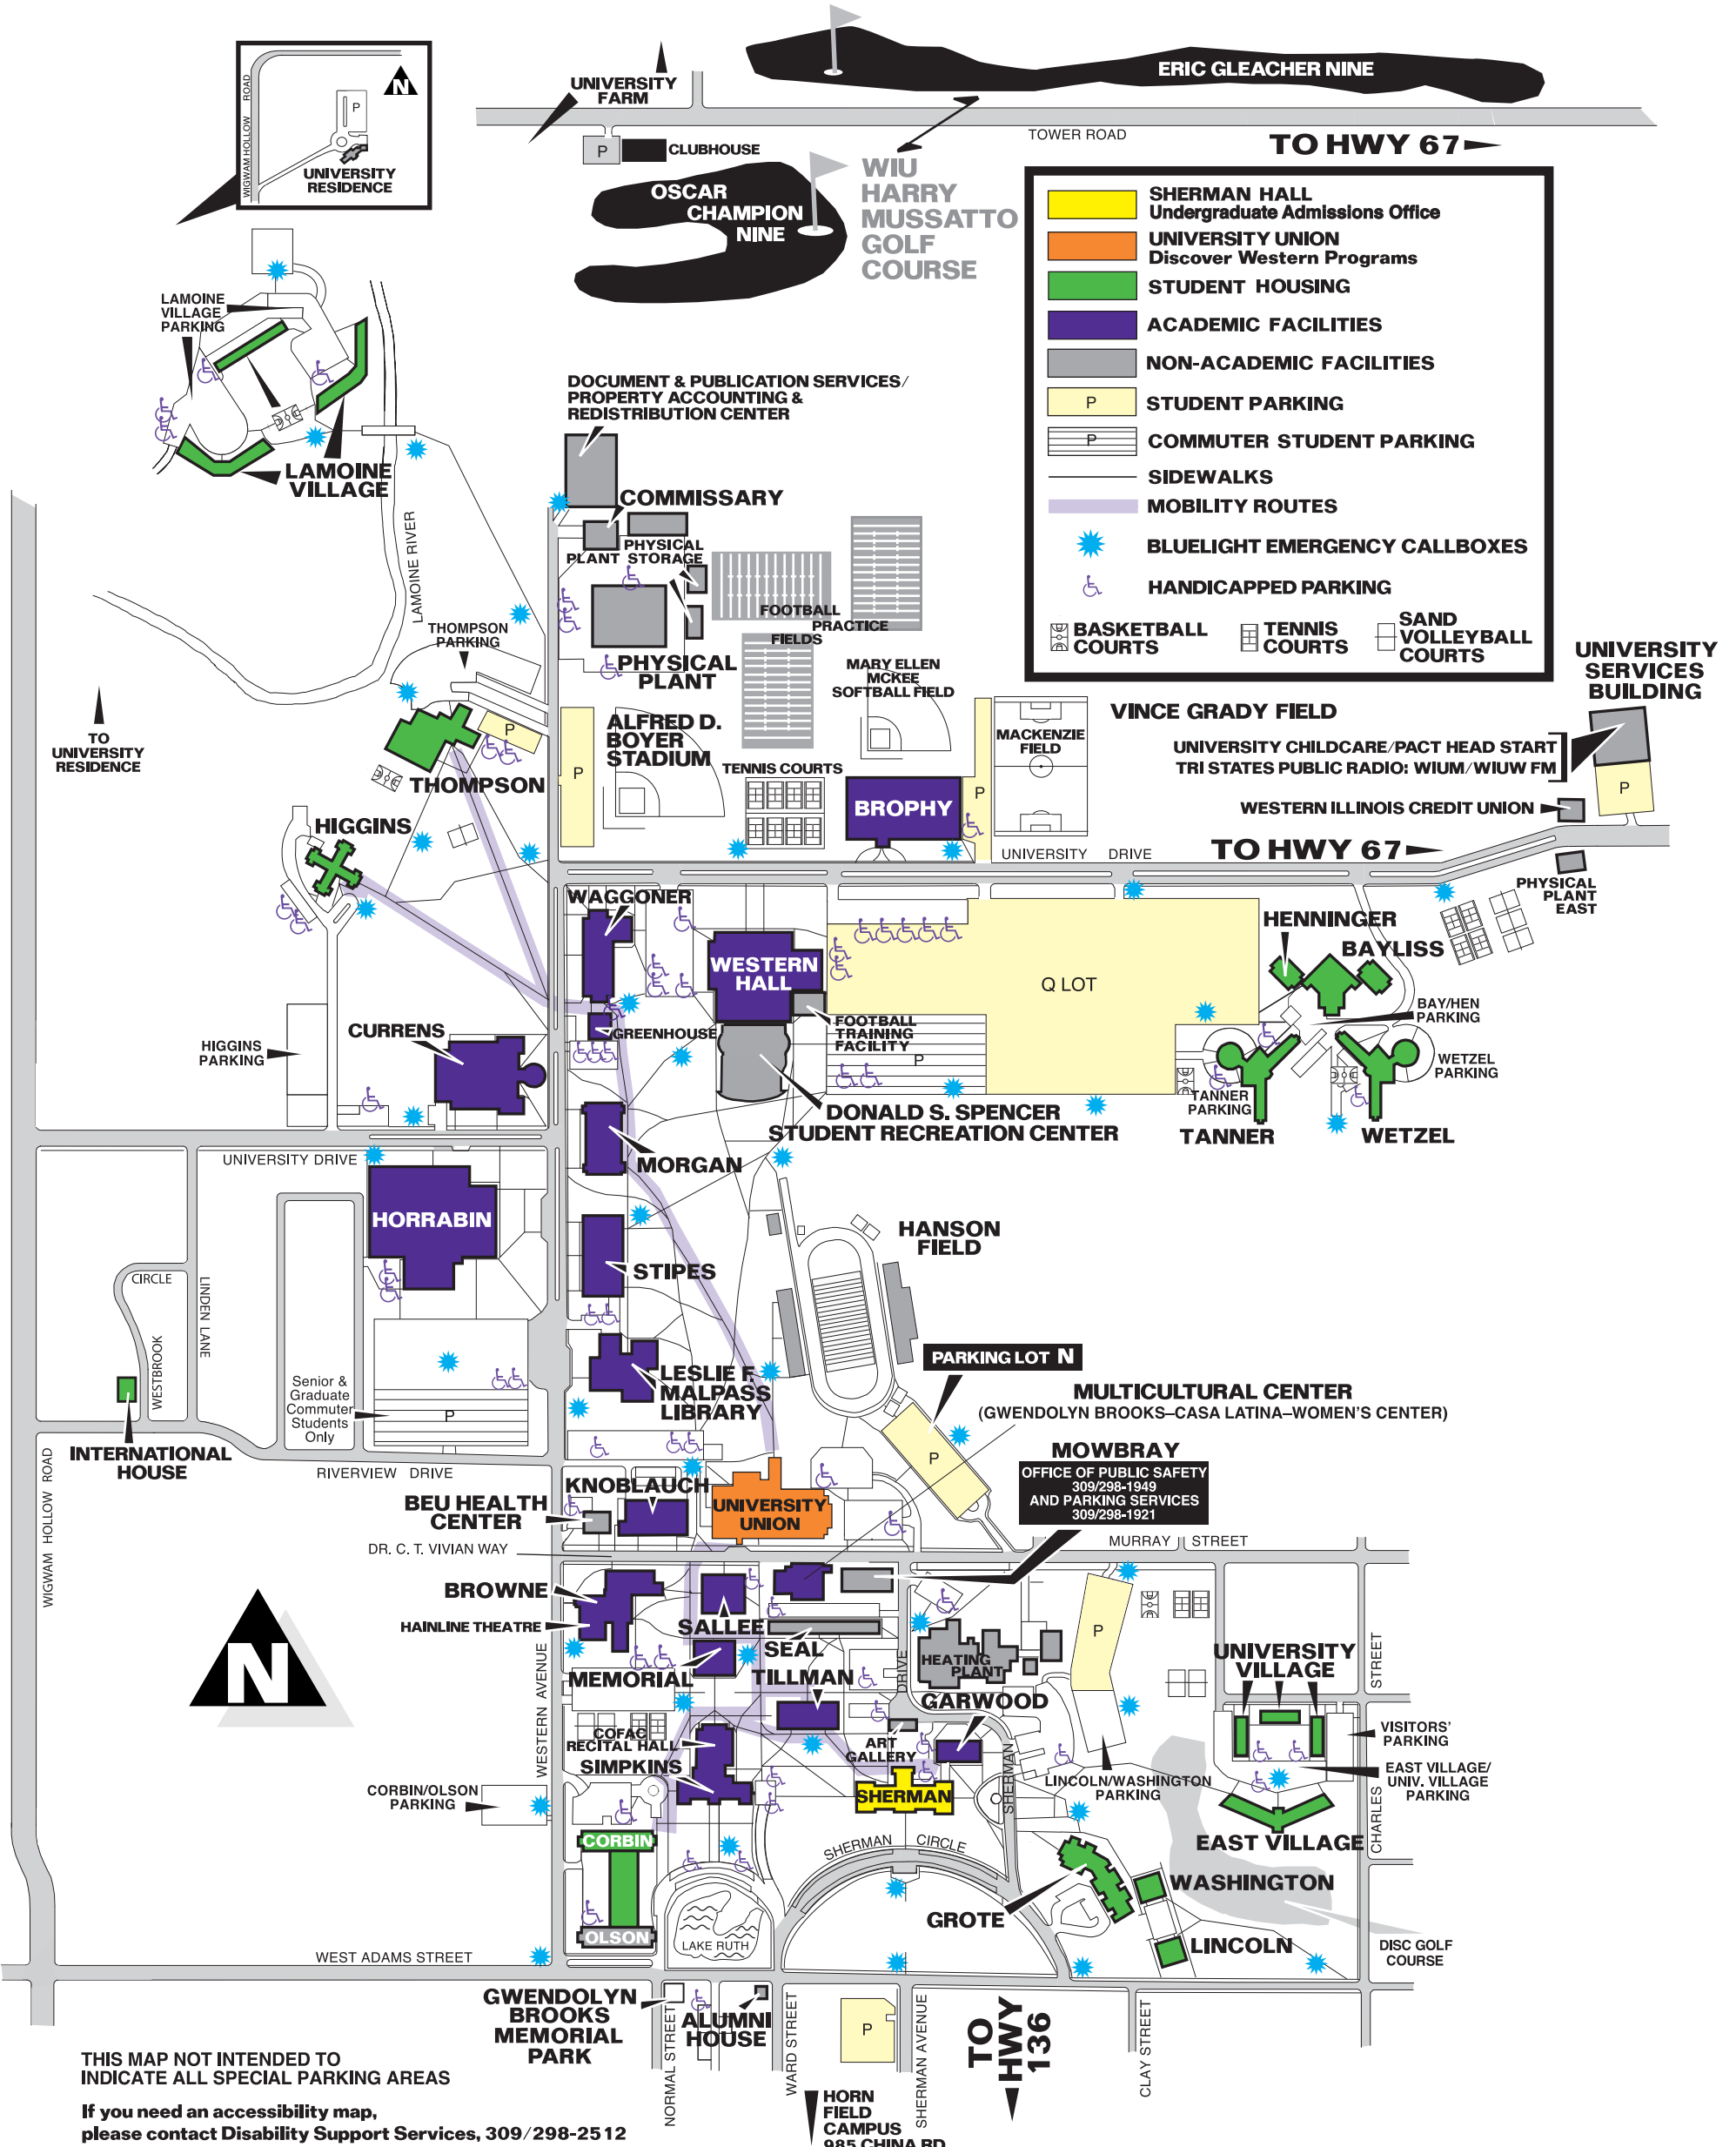 ERIC GLEACHER NINE
UNIVERSITY
FARM
TOWER ROAD
TO HWY 67
P
CLUBHOUSE
OSCAR
CHAMPION
NINE
WIU
HARRY
MUSSATTO
GOLF
COURSE
WIGWAM HOLLOW ROAD
N
P
UNIVERSITY
RESIDENCE
SHERMAN HALL
Undergraduate Admissions Office
UNIVERSITY UNION
Discover Western Programs
STUDENT HOUSING
ACADEMIC FACILITIES
NON-ACADEMIC FACILITIES
P
STUDENT PARKING
P
COMMUTER STUDENT PARKING
SIDEWALKS
MOBILITY ROUTES
BLUELIGHT EMERGENCY CALLBOXES
HANDICAPPED PARKING
BASKETBALL
COURTS
TENNIS
COURTS
SAND
VOLLEYBALL
COURTS
LAMOINE
VILLAGE
PARKING
LAMOINE
VILLAGE
LAMOINE RIVER
DOCUMENT & PUBLICATION SERVICES/
PROPERTY ACCOUNTING &
REDISTRIBUTION CENTER
COMMISSARY
PHYSICAL
PLANT STORAGE
FOOTBALL
PRACTICE
FIELDS
PHYSICAL
PLANT
THOMPSON
PARKING
P
THOMPSON
TO
UNIVERSITY
RESIDENCE
HIGGINS
P
ALFRED D.
BOYER
STADIUM
TENNIS COURTS
MARY ELLEN
MCKEE
SOFTBALL FIELD
BROPHY
P
MACKENZIE
FIELD
VINCE GRADY FIELD
UNIVERSITY
SERVICES
BUILDING
UNIVERSITY CHILDCARE/PACT HEAD START
TRI STATES PUBLIC RADIO: WIUM/WIUW FM
P
WESTERN ILLINOIS CREDIT UNION
UNIVERSITY DRIVE
TO HWY 67
PHYSICAL
PLANT
EAST
WAGGONER
WESTERN
HALL
Q LOT
HENNINGER
BAYLISS
BAY/HEN
PARKING
GREENHOUSE
FOOTBALL
TRAINING
FACILITY
P
CURRENS
HIGGINS
PARKING
WETZEL
PARKING
TANNER
PARKING
TANNER
WETZEL
DONALD S. SPENCER
STUDENT RECREATION CENTER
MORGAN
UNIVERSITY DRIVE
HORRABIN
STIPES
HANSON
FIELD
CIRCLE
WESTBROOK
LINDEN LANE
Senior &
Graduate
Commuter
Students
Only
P
LESLIE F.
MALPASS
LIBRARY
PARKING LOT N
P
MULTICULTURAL CENTER
(GWENDOLYN BROOKS–CASA LATINA–WOMEN'S CENTER)
INTERNATIONAL
HOUSE
WIGWAM HOLLOW ROAD
RIVERVIEW DRIVE
KNOBLAUCH
BEU HEALTH
CENTER
UNIVERSITY
UNION
MOWBRAY
OFFICE OF PUBLIC SAFETY
309/298-1949
AND PARKING SERVICES
309/298-1921
DR. C. T. VIVIAN WAY
MURRAY STREET
BROWNE
HAINLINE THEATRE
SALLEE
SEAL
MEMORIAL
TILLMAN
HEATING
PLANT
P
UNIVERSITY
VILLAGE
N
WESTERN AVENUE
COFAC
RECITAL HALL
SIMPKINS
ART
GALLERY
GARWOOD
SHERMAN
SHERMAN DRIVE
LINCOLN/WASHINGTON
PARKING
VISITORS'
PARKING
EAST VILLAGE/
UNIV. VILLAGE
PARKING
CHARLES STREET
EAST VILLAGE
CORBIN/OLSON
PARKING
CORBIN
OLSON
SHERMAN CIRCLE
LAKE RUTH
GROTE
WASHINGTON
LINCOLN
DISC GOLF
COURSE
WEST ADAMS STREET
GWENDOLYN
BROOKS
MEMORIAL
PARK
NORMAL STREET
ALUMNI
HOUSE
WARD STREET
P
SHERMAN AVENUE
TO
HWY
136
CLAY STREET
HORN
FIELD
CAMPUS
985 CHINA RD
THIS MAP NOT INTENDED TO
INDICATE ALL SPECIAL PARKING AREAS
If you need an accessibility map,
please contact Disability Support Services, 309/298-2512